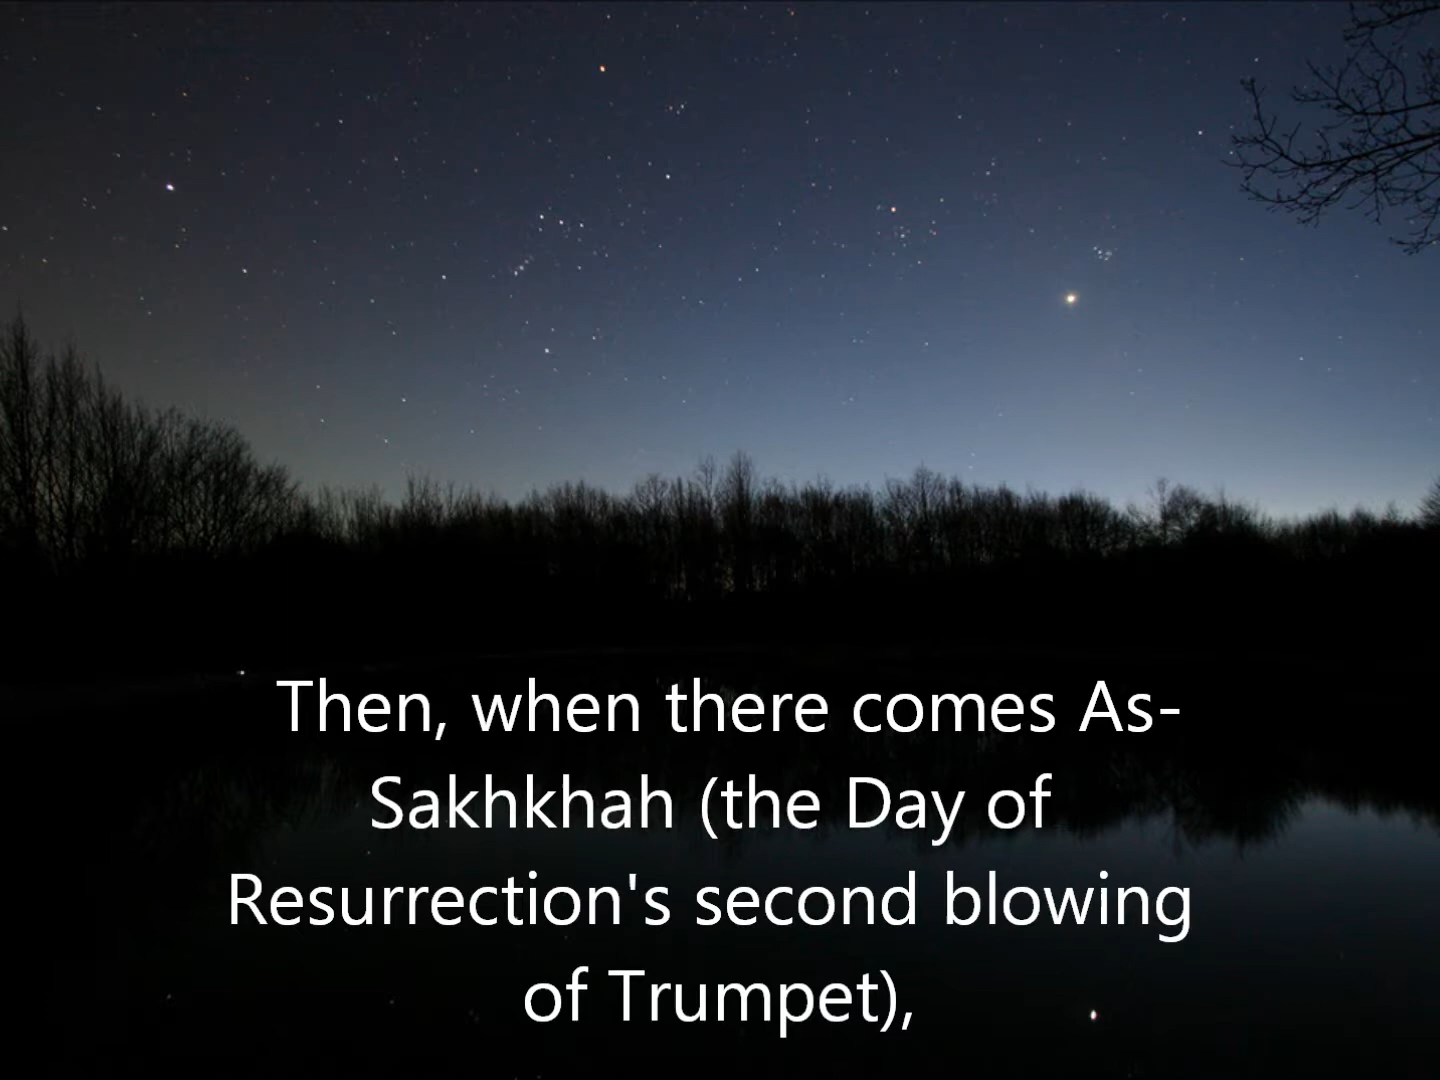 Then, when there comes As-
Sakhkhah (the Day of
Resurrection's second blowing
of Trumpet),